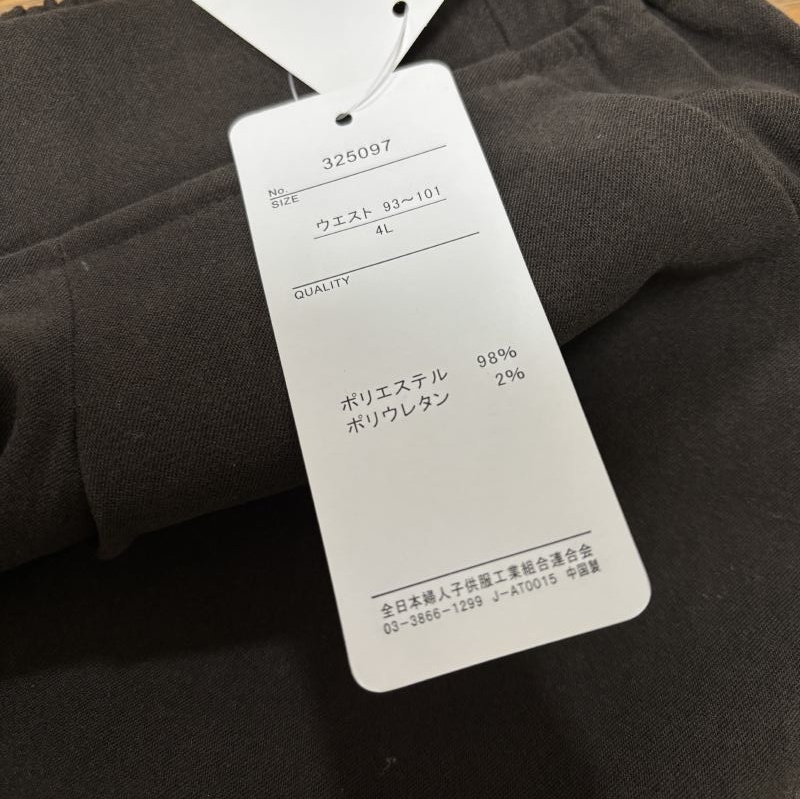 No. 325097
SIZE
ウエスト 93～101
4L
QUALITY
ポリエステル 98%
ポリウレタン 2%
全日本婦人子供服工業組合連合会
03-3866-1299 J-AT0015 中国製